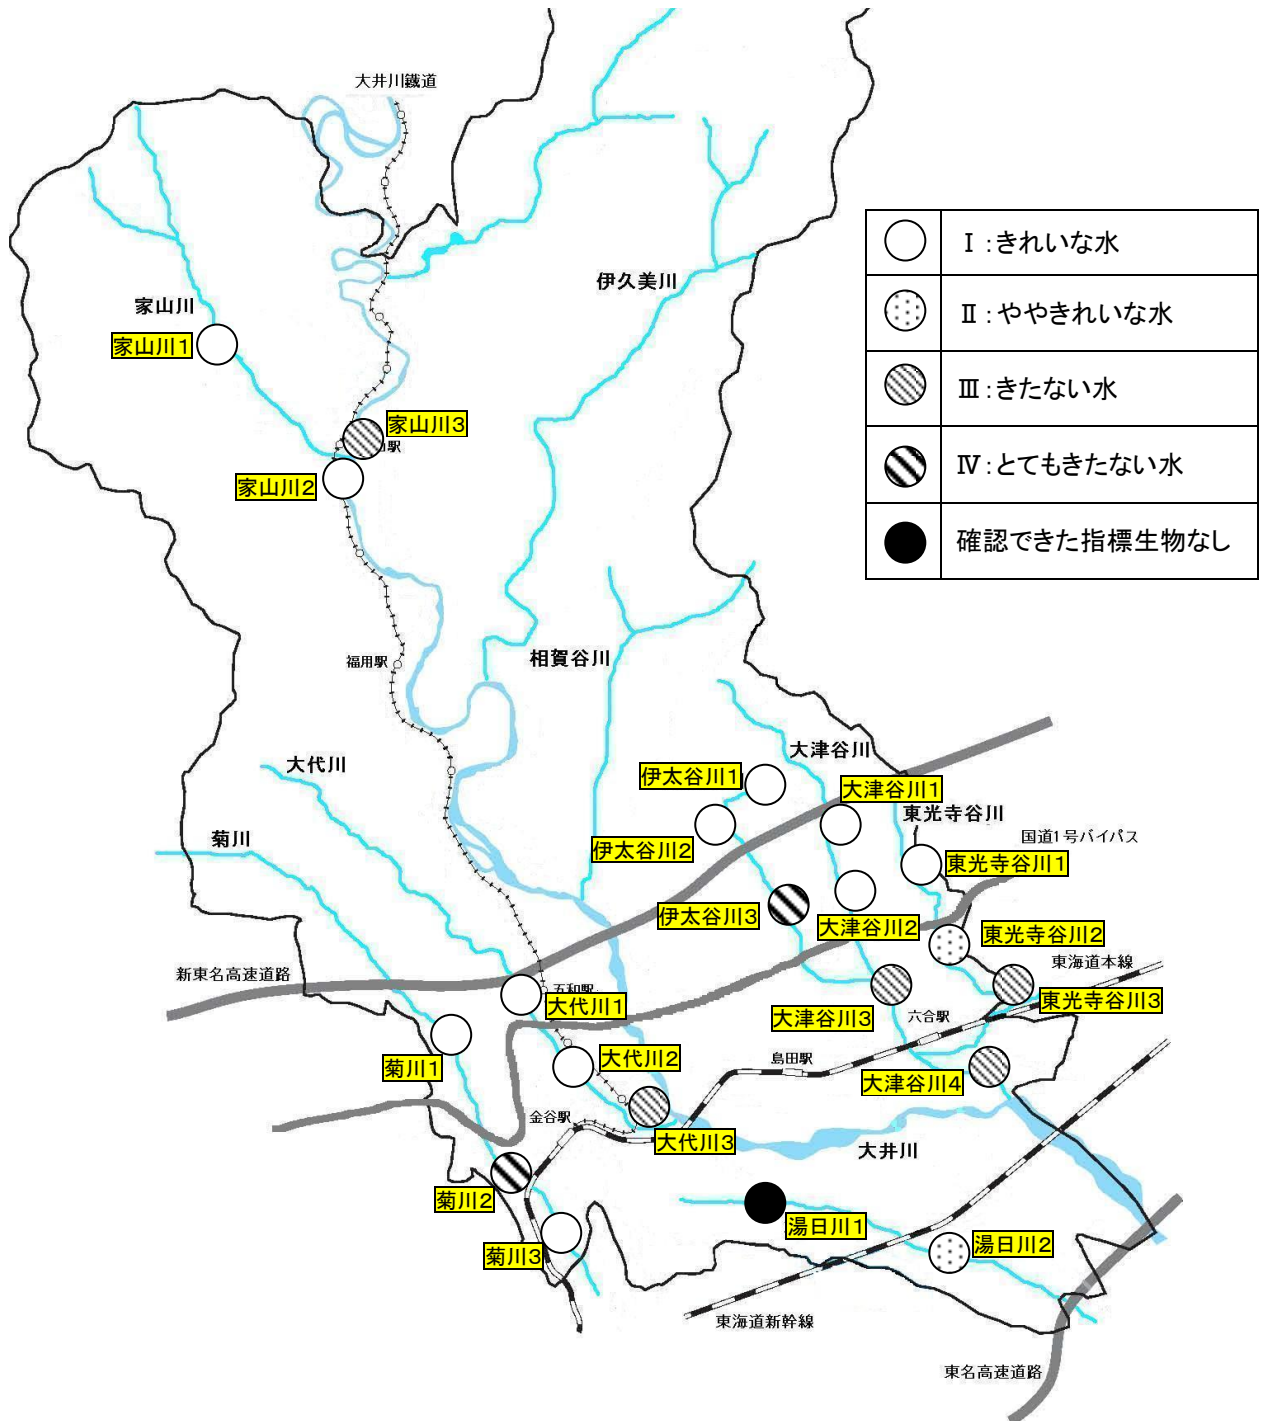 大井川鐵道
Ⅰ：きれいな水
伊久美川
家山川
Ⅱ：ややきれいな水
家山川1
Ⅲ：きたない水
家山川3
駅
Ⅳ：とてもきたない水
家山川2
確認できた指標生物なし
相賀谷川
福用駅
大津谷川
大代川
伊太谷川1
大津谷川1
東光寺谷川
菊川
国道1号バイパス
伊太谷川2
東光寺谷川1
伊太谷川3
大津谷川2
東光寺谷川2
東海道本線
新東名高速道路
五和駅
大代川1
東光寺谷川3
大津谷川3
六合駅
大代川2
島田駅
菊川1
大津谷川4
金谷駅
大代川3
大井川
菊川2
湯日川1
菊川3
湯日川2
東海道新幹線
東名高速道路